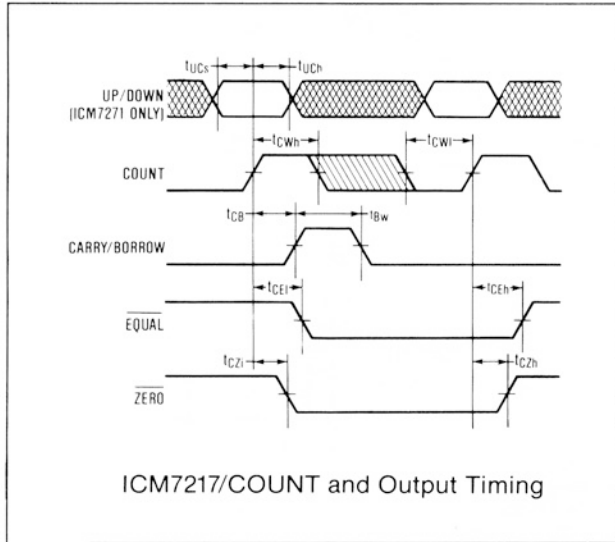 tUCs
tUCh
UP/DOWN
(ICM7271 ONLY)
tCWh
tCWl
COUNT
tCB
tBw
CARRY/BORROW
tCEl
tCEh
EQUAL
tCZl
tCZh
ZERO
ICM7217/COUNT and Output Timing